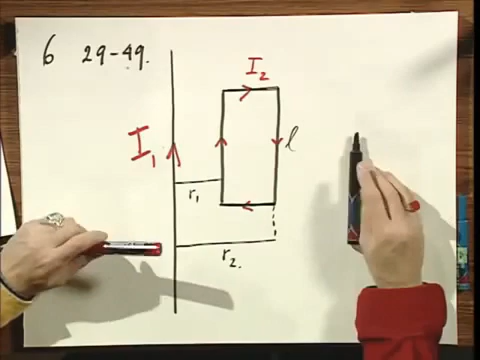 6 29-49.
I₂
I₁
l
r₁
r₂.